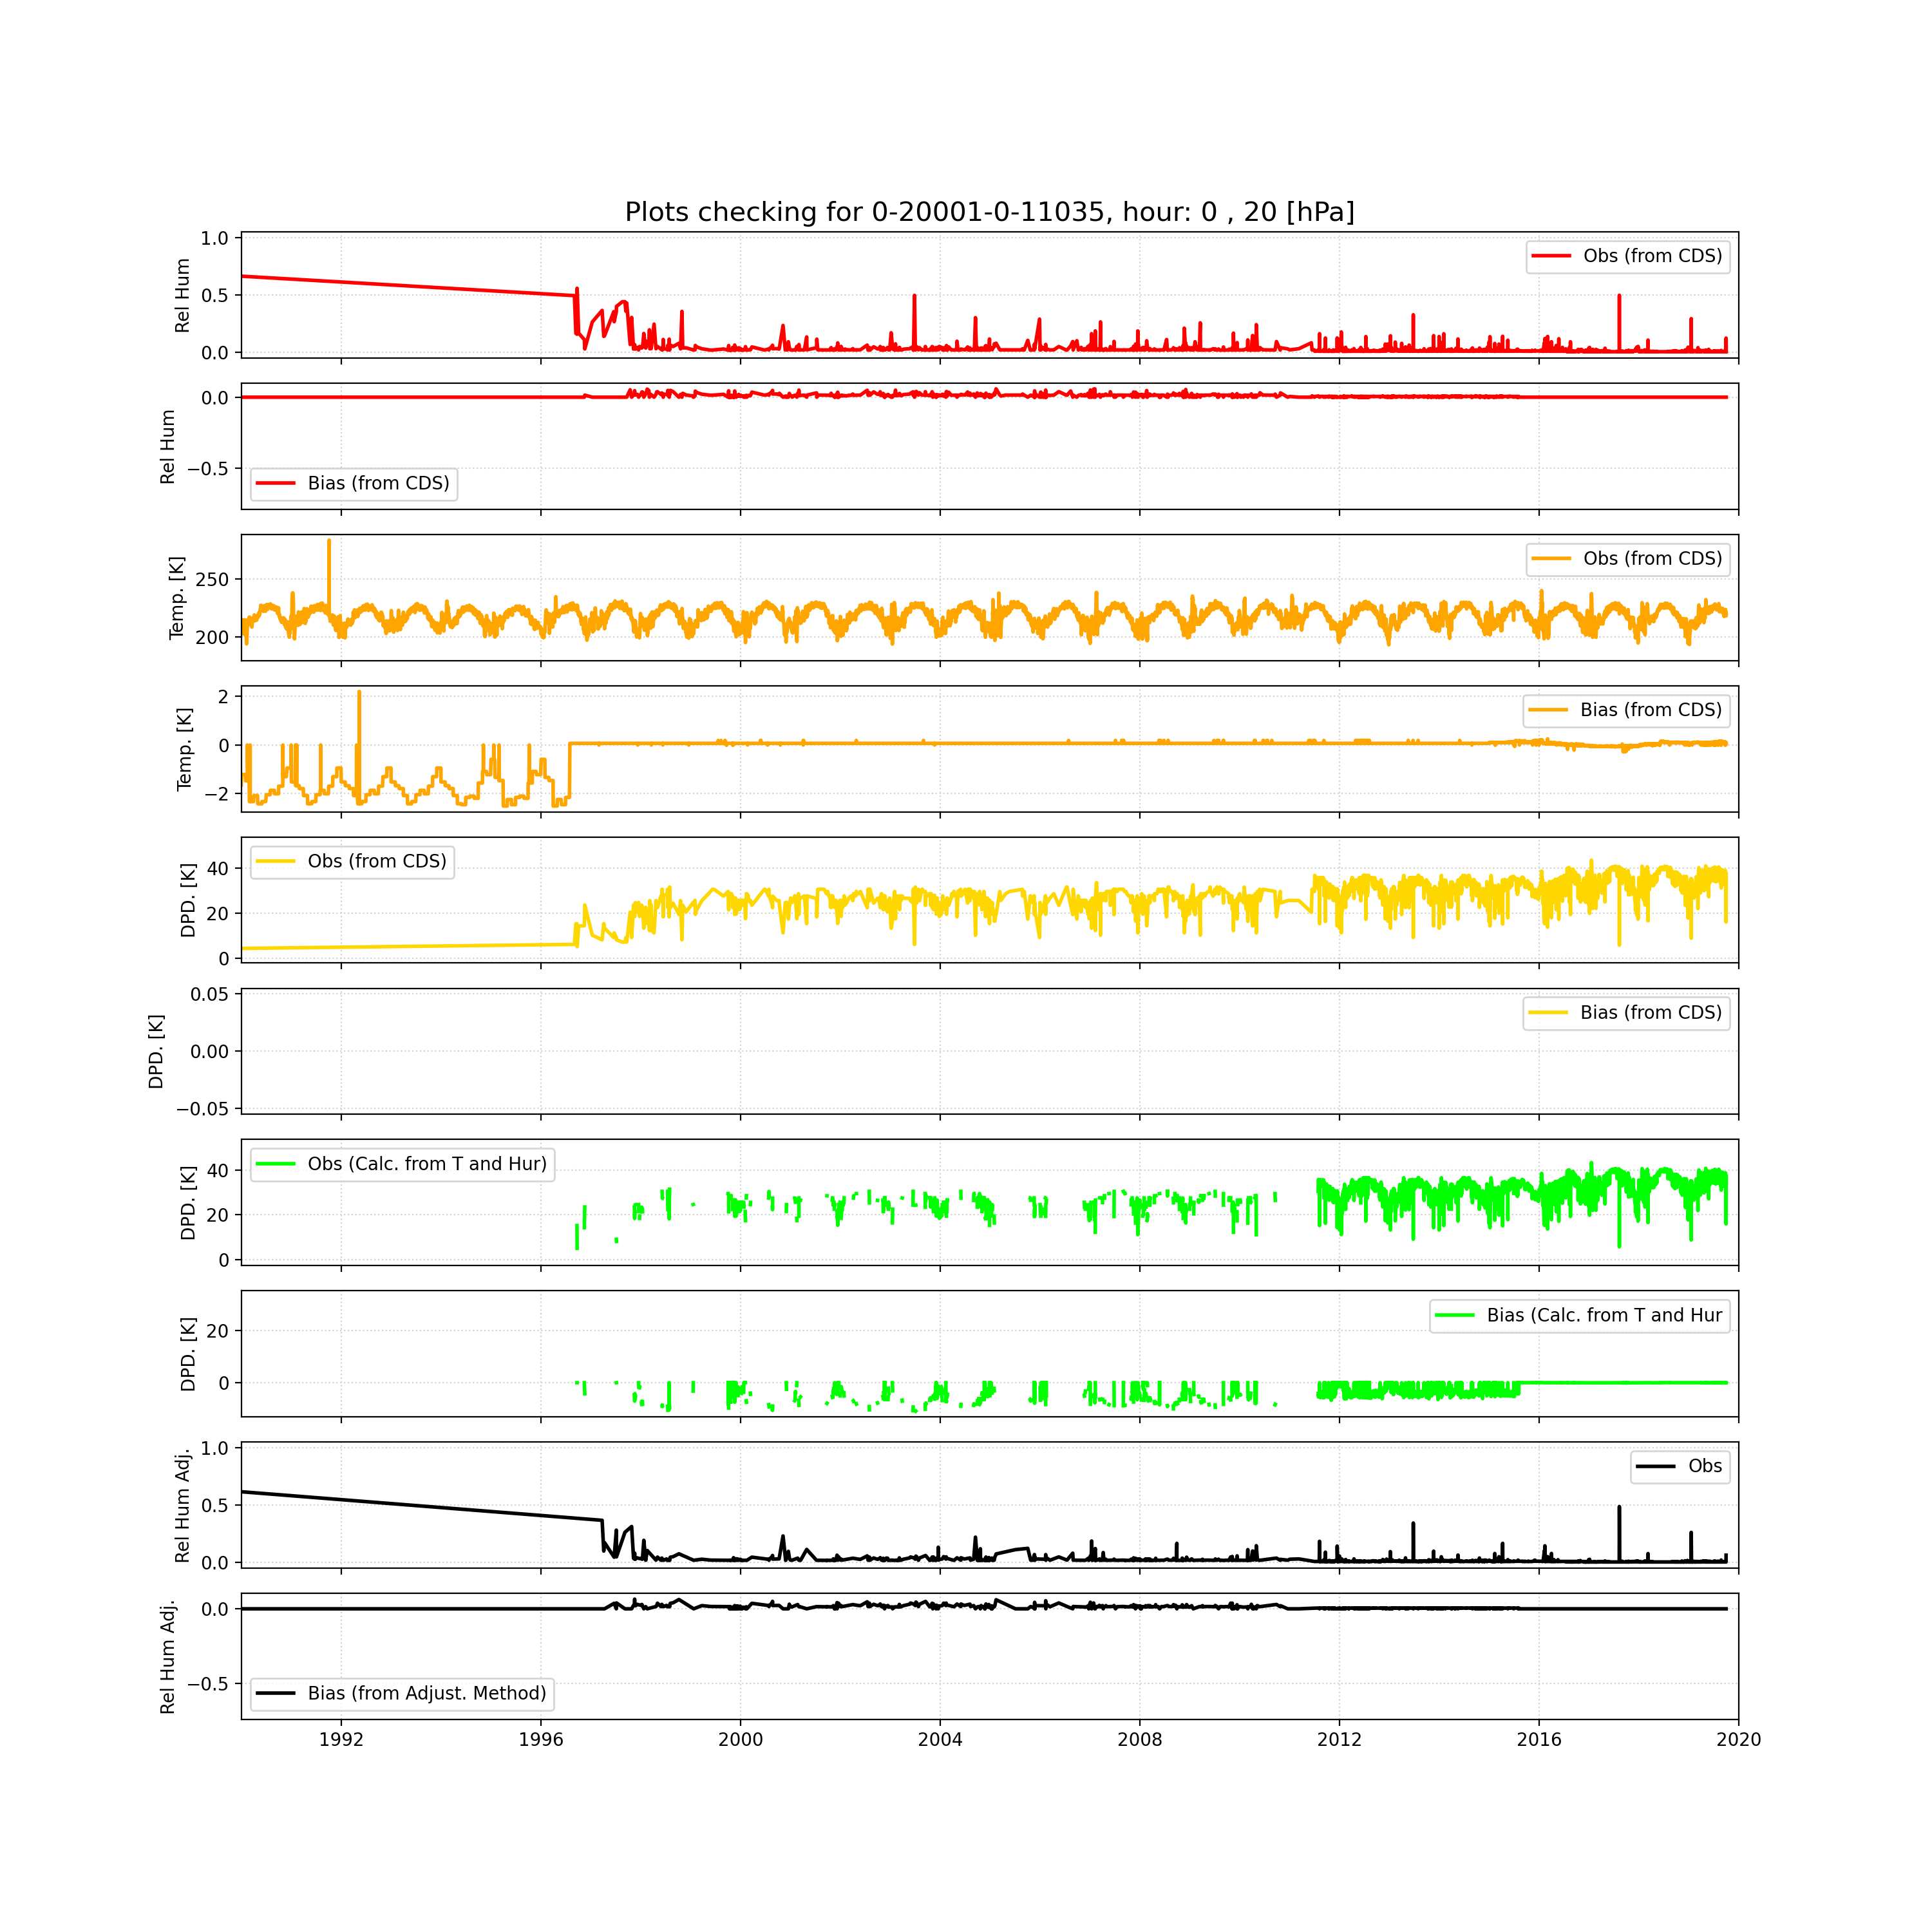 Plots checking for 0-20001-0-11035, hour: 0 , 20 [hPa]
1.0
0.5
0.0
Rel Hum
Obs (from CDS)
0.0
−0.5
Rel Hum
Bias (from CDS)
250
200
Temp. [K]
Obs (from CDS)
2
0
−2
Temp. [K]
Bias (from CDS)
40
20
0
DPD. [K]
Obs (from CDS)
0.05
0.00
−0.05
DPD. [K]
Bias (from CDS)
40
20
0
DPD. [K]
Obs (Calc. from T and Hur)
20
0
DPD. [K]
Bias (Calc. from T and Hur
1.0
0.5
0.0
Rel Hum Adj.
Obs
0.0
−0.5
Rel Hum Adj.
Bias (from Adjust. Method)
1992 1996 2000 2004 2008 2012 2016 2020